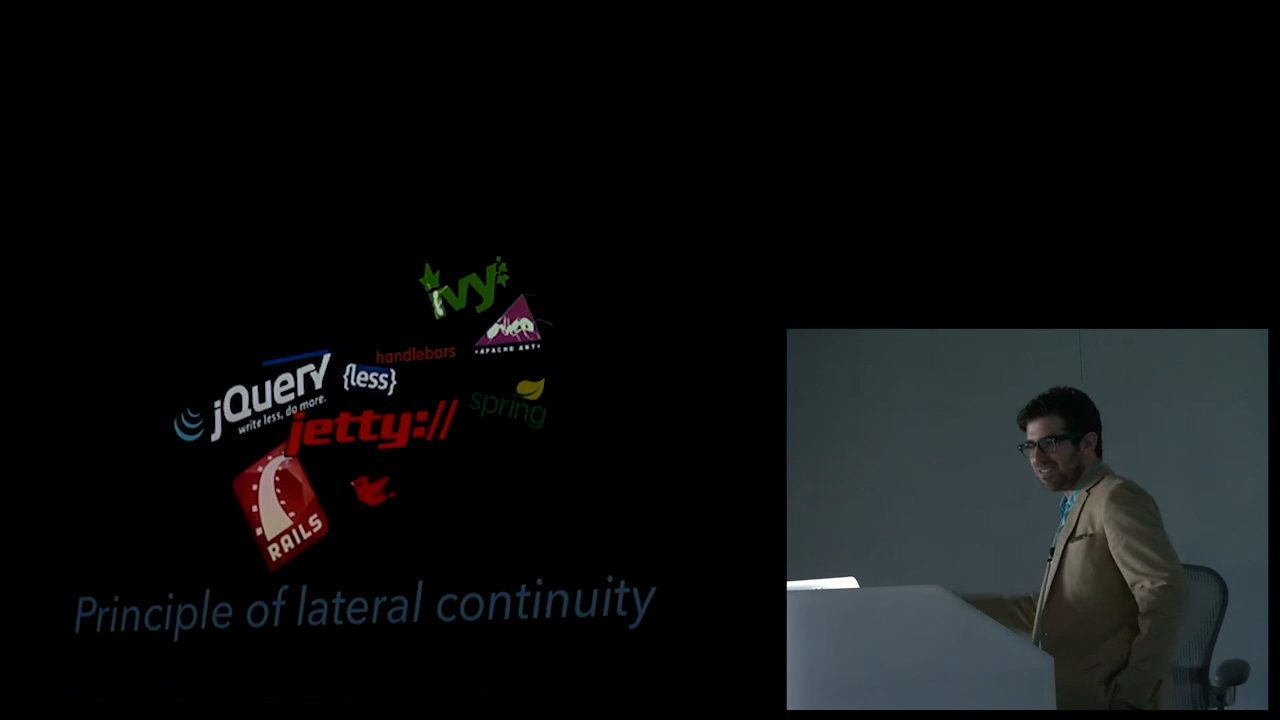 ivy
APACHE ANT
handlebars
{less}
jQuery
write less, do more.
spring
jetty://
RAILS
Principle of lateral continuity